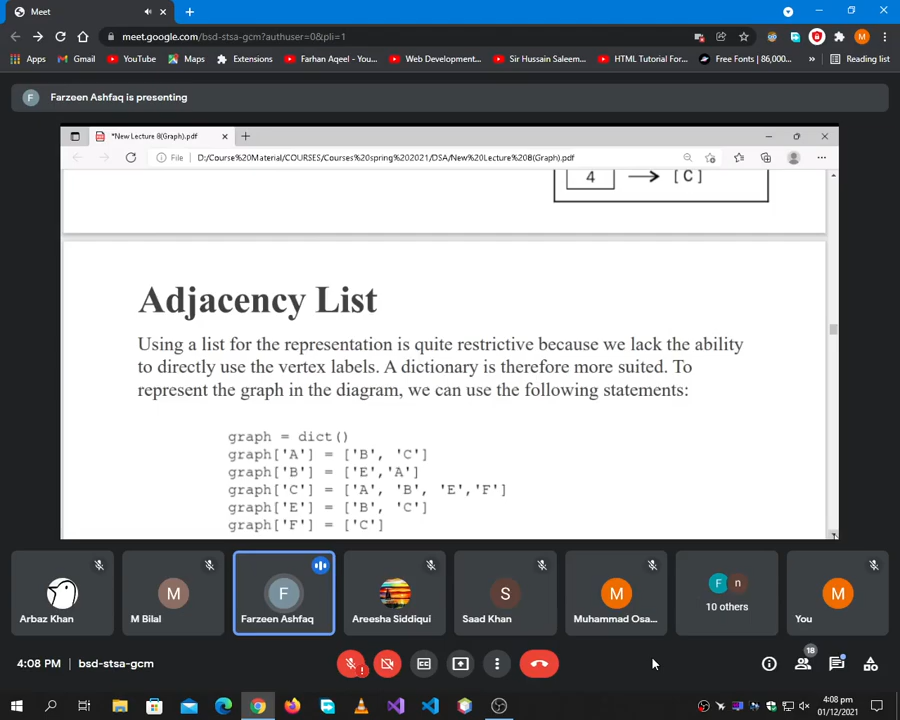 Meet
meet.google.com/bsd-stsa-gcm?authuser=0&pli=1
M
Apps Gmail YouTube Maps Extensions Farhan Aqeel - You... Web Development... Sir Hussain Saleem... HTML Tutorial For... Free Fonts | 86,000... » Reading list
F Farzeen Ashfaq is presenting
*New Lecture 8(Graph).pdf
File D:/Course%20Material/COURSES/Courses%20spring%202021/DSA/New%20Lecture%208(Graph).pdf
4 → [C]
Adjacency List
Using a list for the representation is quite restrictive because we lack the ability
to directly use the vertex labels. A dictionary is therefore more suited. To
represent the graph in the diagram, we can use the following statements:
graph = dict()
graph['A'] = ['B', 'C']
graph['B'] = ['E','A']
graph['C'] = ['A', 'B', 'E','F']
graph['E'] = ['B', 'C']
graph['F'] = ['C']
M F S M F n M
Arbaz Khan M Bilal Farzeen Ashfaq Areesha Siddiqui Saad Khan Muhammad Osa... 10 others You
18
4:08 PM bsd-stsa-gcm
CC
4:08 pm
01/12/2021